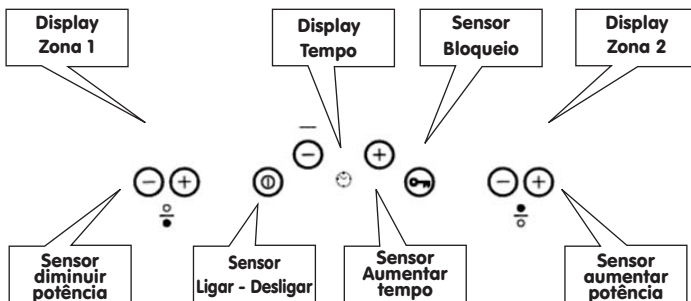 Display
Zona 1
Display
Tempo
Sensor
Bloqueio
Display
Zona 2
Sensor
diminuir
potência
Sensor
Ligar - Desligar
Sensor
Aumentar
tempo
Sensor
aumentar
potência